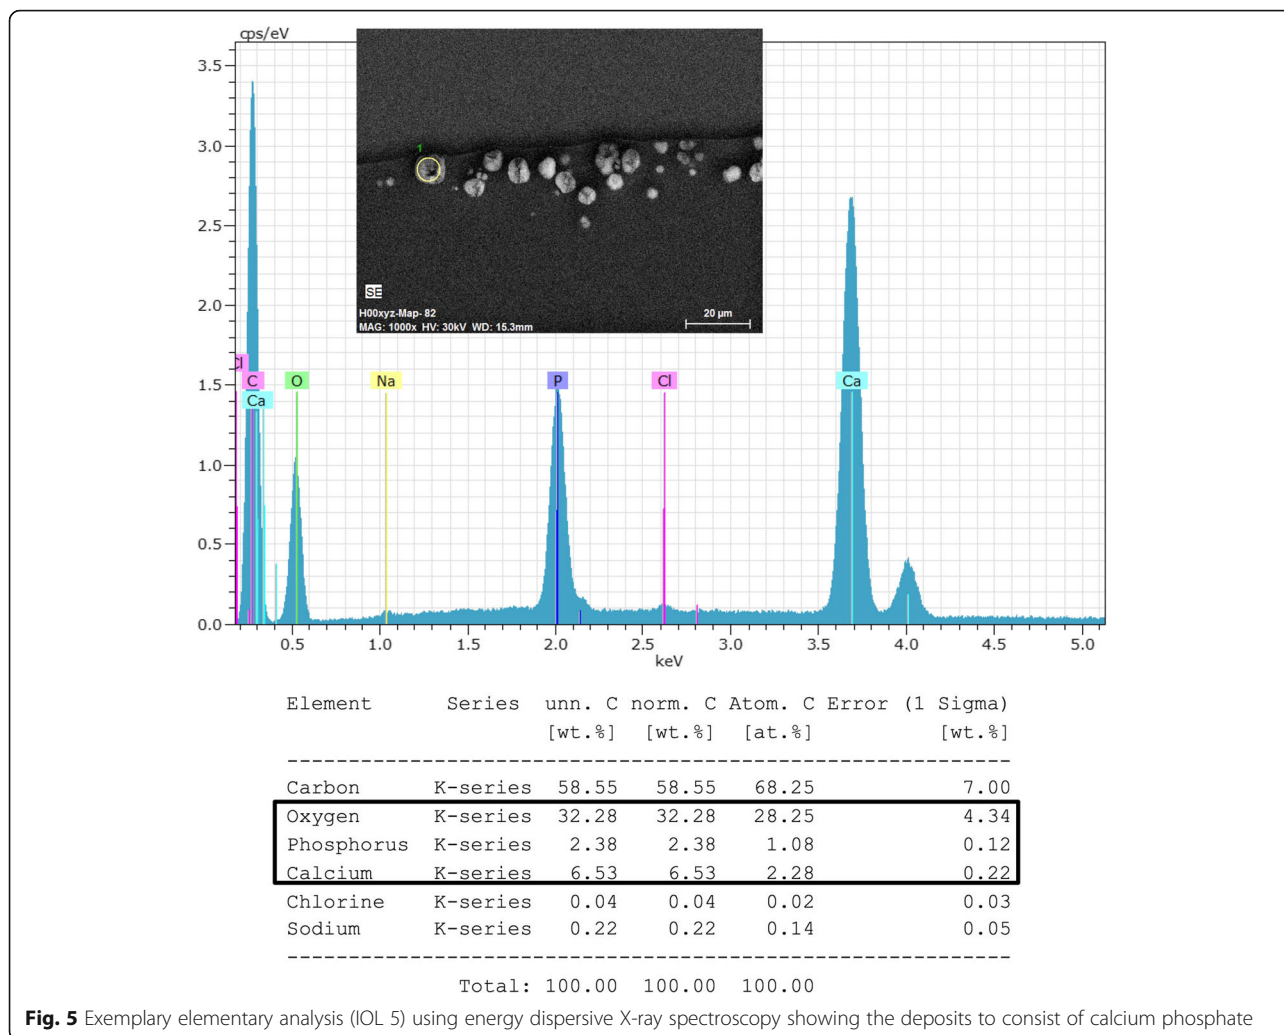 cps/eV
3.5
3.0
2.5
2.0
1.5
1.0
0.5
0.0
1
SE
H00xyz-Map- 82
MAG: 1000x HV: 30kV WD: 15.3mm
20 µm
Cl
C
Ca
O
Na
P
Cl
Ca
0.5 1.0 1.5 2.0 2.5 3.0 3.5 4.0 4.5 5.0
keV
Element Series unn. C norm. C Atom. C Error (1 Sigma)
[wt.%] [wt.%] [at.%] [wt.%]
Carbon K-series 58.55 58.55 68.25 7.00
Oxygen K-series 32.28 32.28 28.25 4.34
Phosphorus K-series 2.38 2.38 1.08 0.12
Calcium K-series 6.53 6.53 2.28 0.22
Chlorine K-series 0.04 0.04 0.02 0.03
Sodium K-series 0.22 0.22 0.14 0.05
Total: 100.00 100.00 100.00
Fig. 5 Exemplary elementary analysis (IOL 5) using energy dispersive X-ray spectroscopy showing the deposits to consist of calcium phosphate